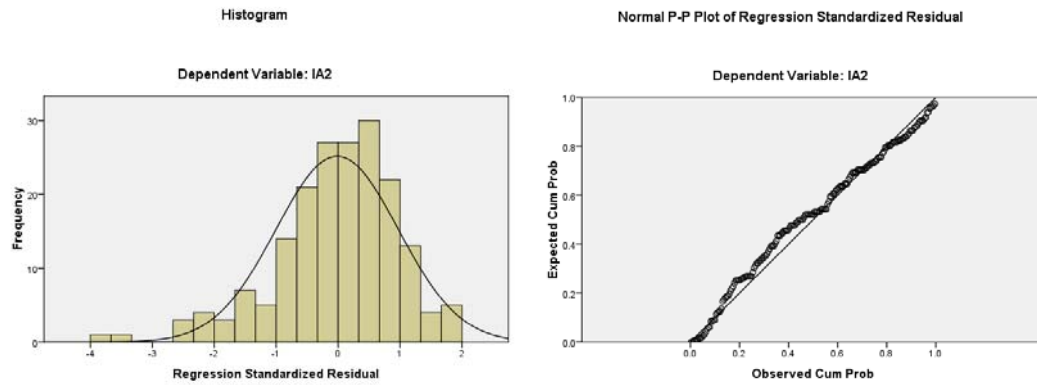 Histogram
Dependent Variable: IA2
Frequency
30
20
10
0
-4 -3 -2 -1 0 1 2
Regression Standardized Residual
Normal P-P Plot of Regression Standardized Residual
Dependent Variable: IA2
Expected Cum Prob
1.0
0.8
0.6
0.4
0.2
0.0
0.0 0.2 0.4 0.6 0.8 1.0
Observed Cum Prob